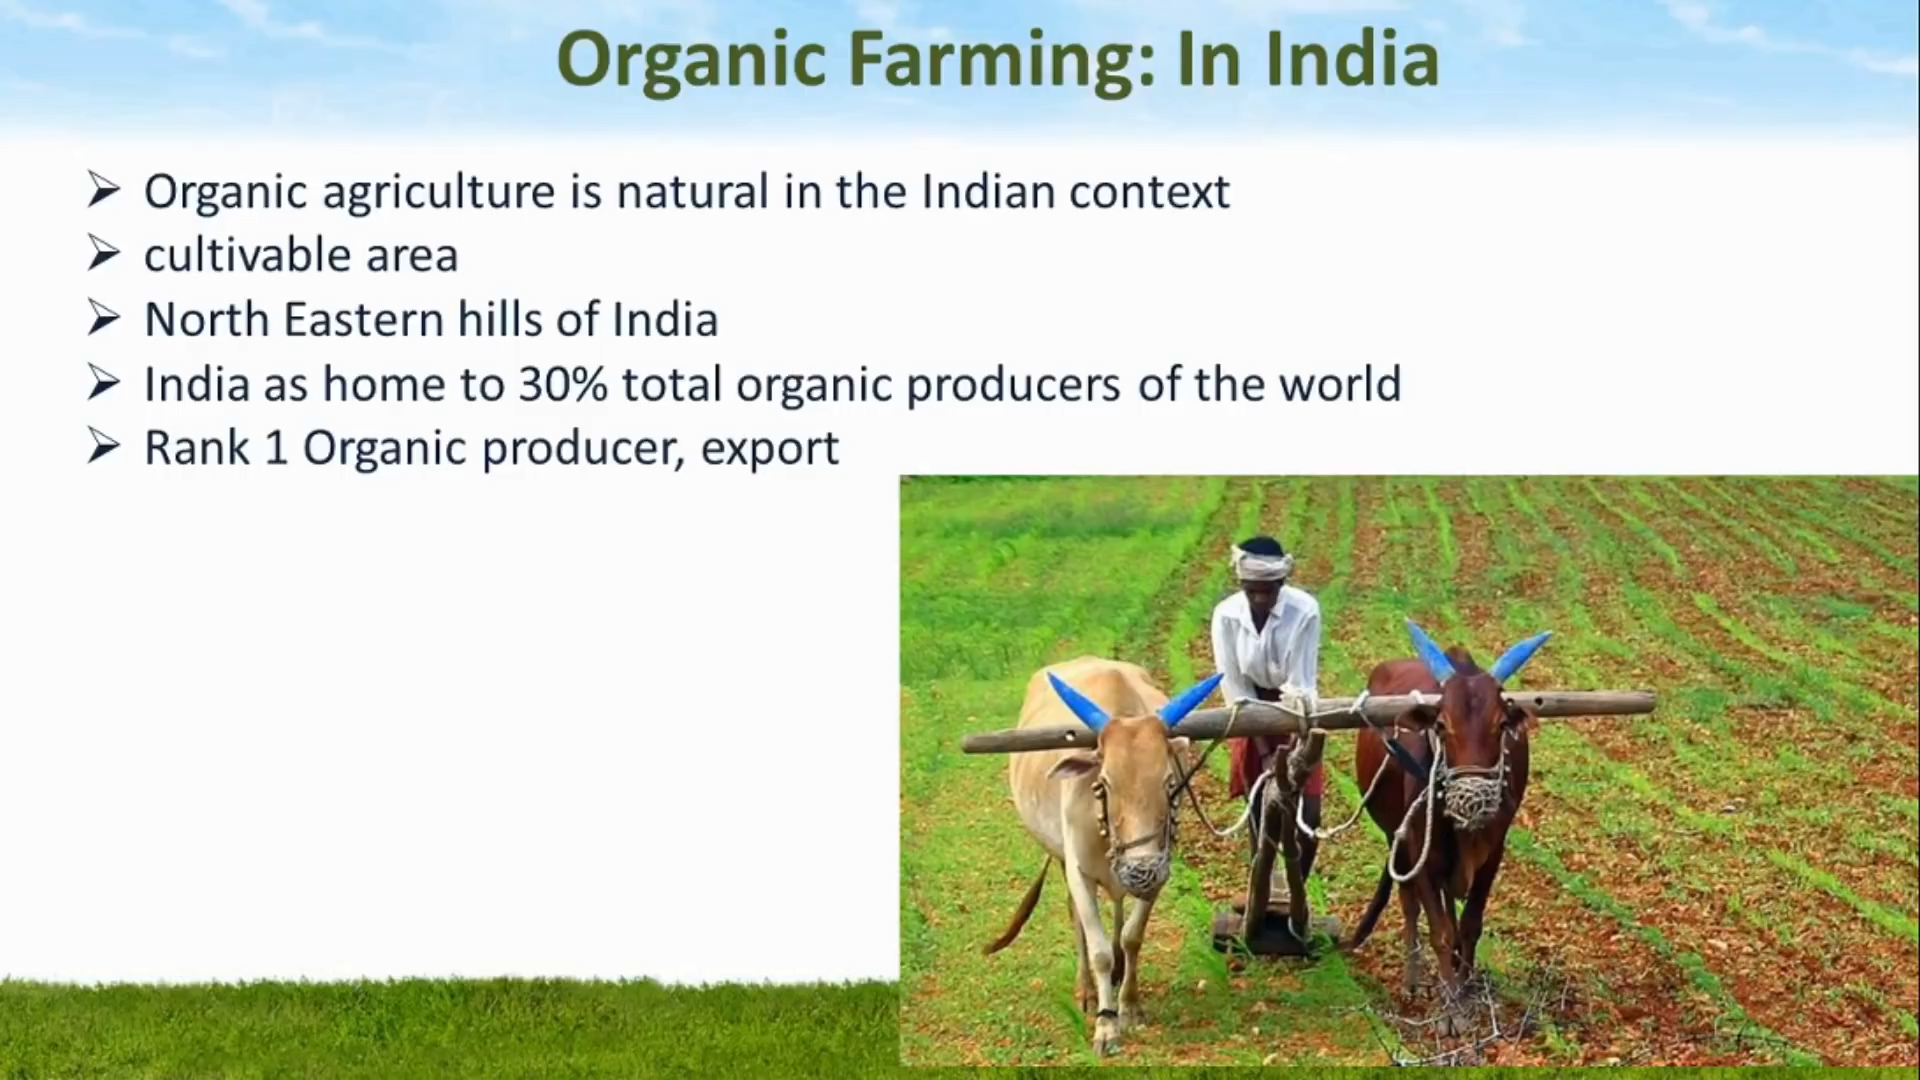 Organic Farming: In India
➢ Organic agriculture is natural in the Indian context
➢ cultivable area
➢ North Eastern hills of India
➢ India as home to 30% total organic producers of the world
➢ Rank 1 Organic producer, export